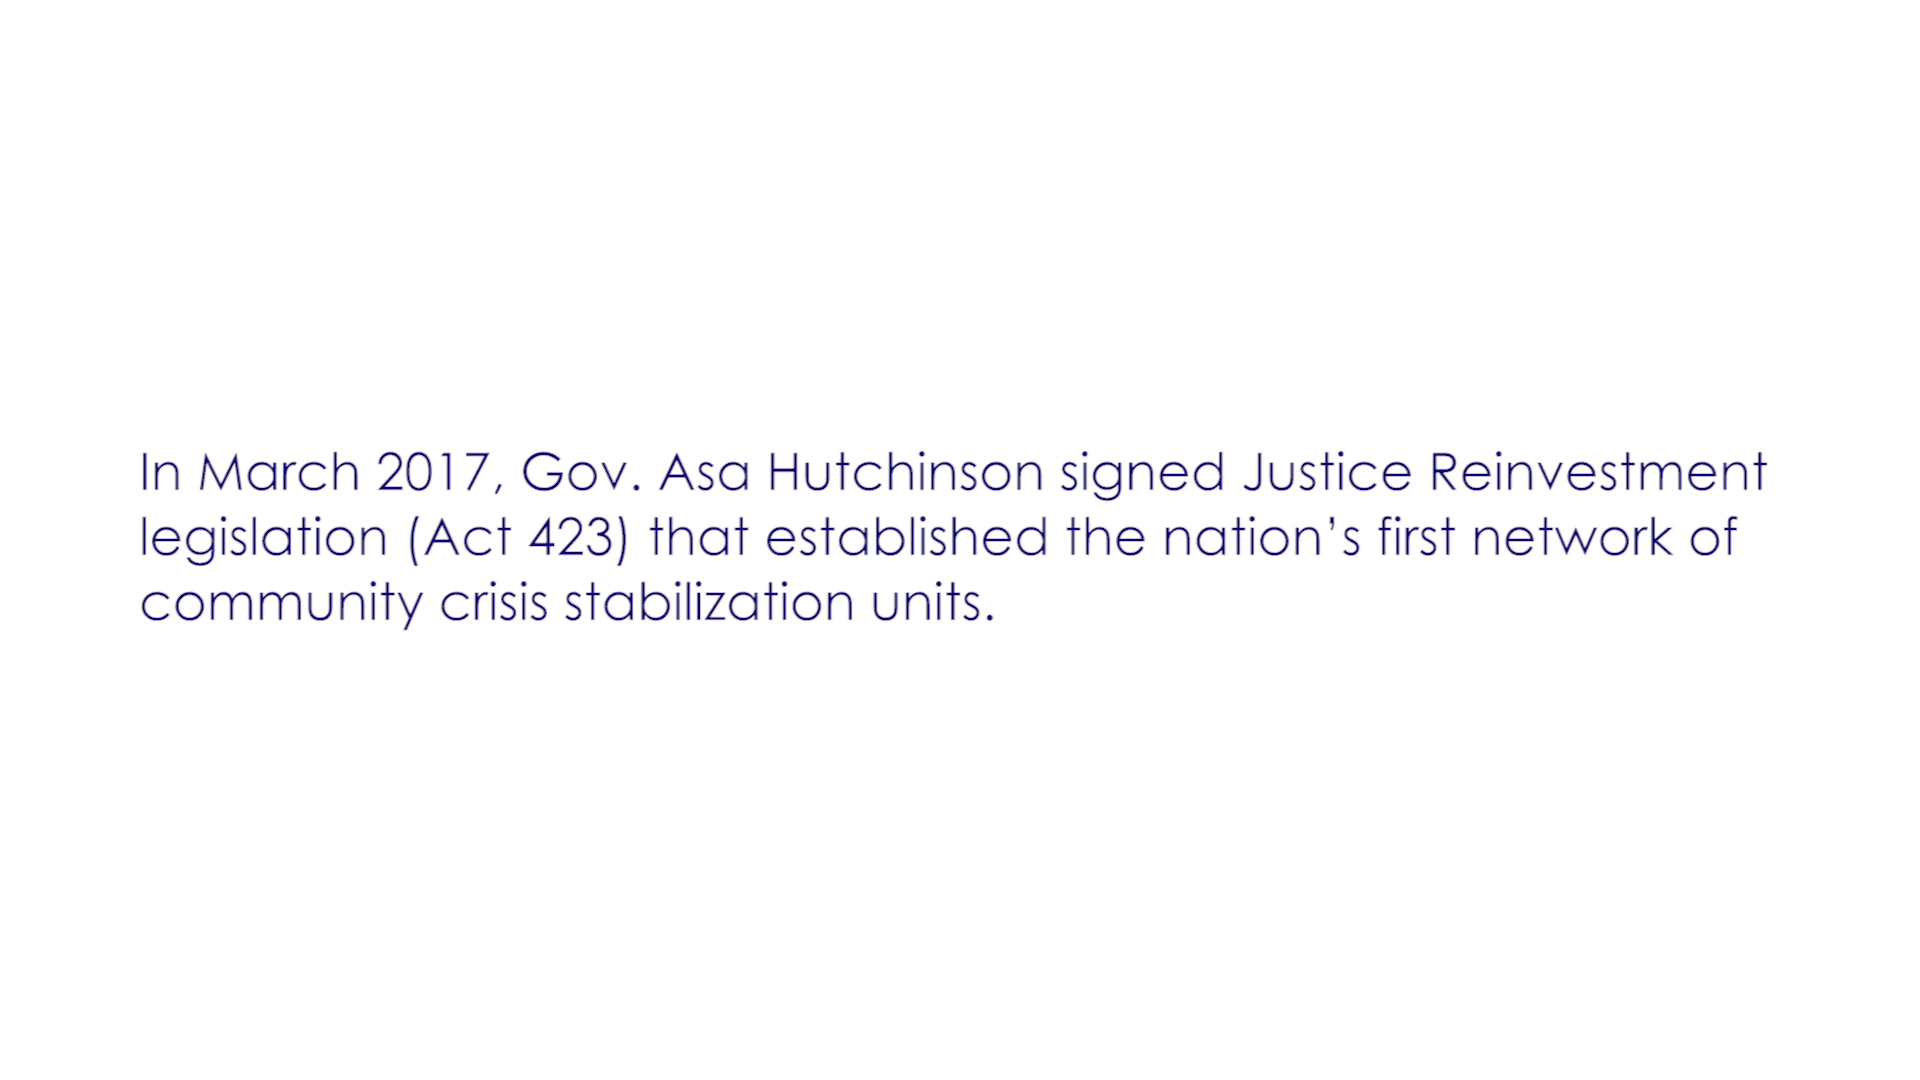 In March 2017, Gov. Asa Hutchinson signed Justice Reinvestment
legislation (Act 423) that established the nation’s first network of
community crisis stabilization units.